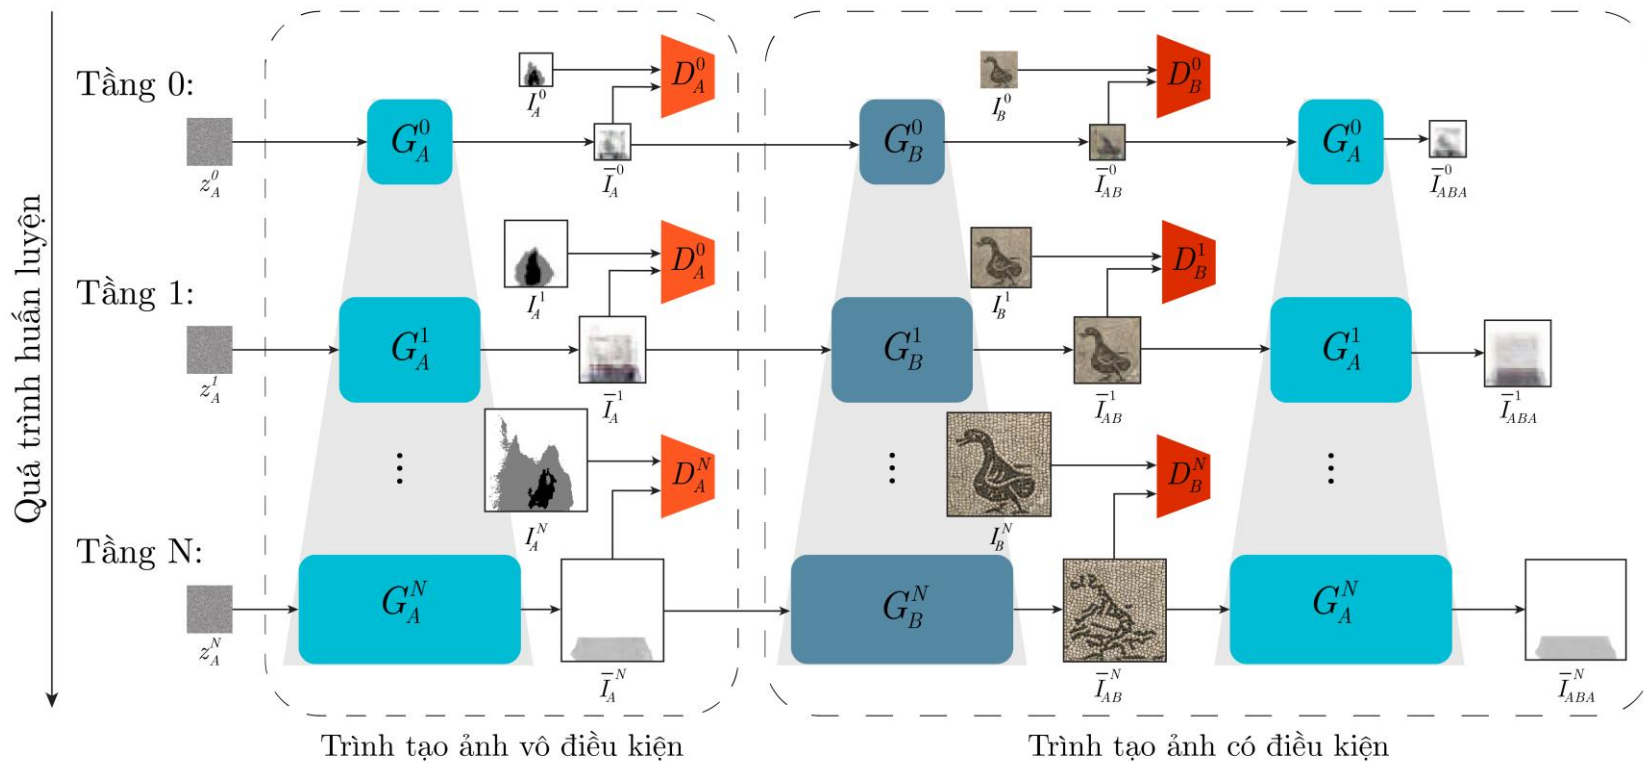 Quá trình huấn luyện
Tầng 0:
z_A^0
G_A^0
I_A^0
D_A^0
Ī_A^0
I_B^0
D_B^0
G_B^0
Ī_AB^0
G_A^0
Ī_ABA^0
Tầng 1:
z_A^1
G_A^1
I_A^1
D_A^0
Ī_A^1
I_B^1
D_B^1
G_B^1
Ī_AB^1
G_A^1
Ī_ABA^1
Tầng N:
z_A^N
G_A^N
I_A^N
D_A^N
Ī_A^N
I_B^N
D_B^N
G_B^N
Ī_AB^N
G_A^N
Ī_ABA^N
Trình tạo ảnh vô điều kiện
Trình tạo ảnh có điều kiện